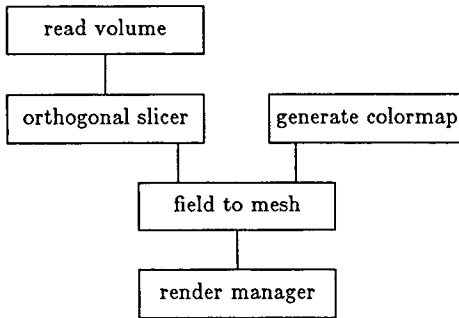 read volume
orthogonal slicer
generate colormap
field to mesh
render manager